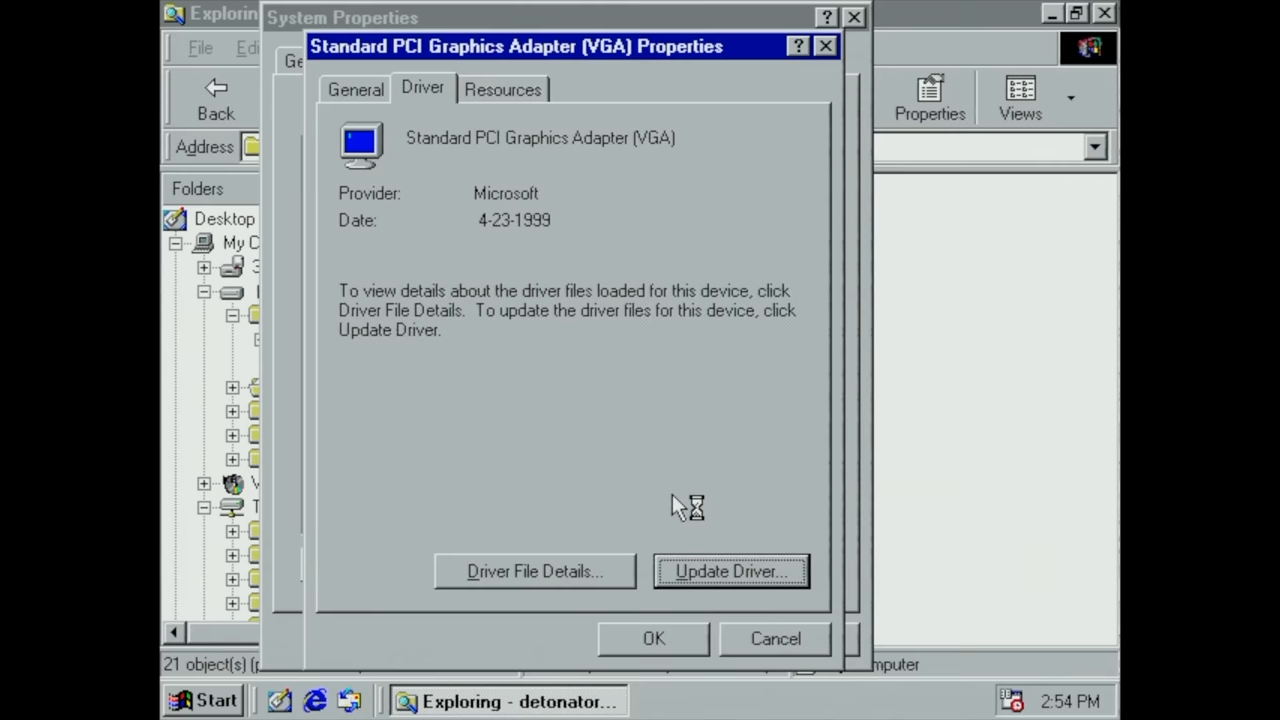 Explorin
System Properties
Standard PCI Graphics Adapter (VGA) Properties
File
Edi
Ge
General
Driver
Resources
Back
Properties
Views
Address
Standard PCI Graphics Adapter (VGA)
Provider:
Microsoft
Date:
4-23-1999
Folders
Desktop
My C
To view details about the driver files loaded for this device, click
Driver File Details. To update the driver files for this device, click
Update Driver.
Driver File Details...
Update Driver...
OK
Cancel
21 object(s) (p
mputer
Start
Exploring - detonator...
2:54 PM